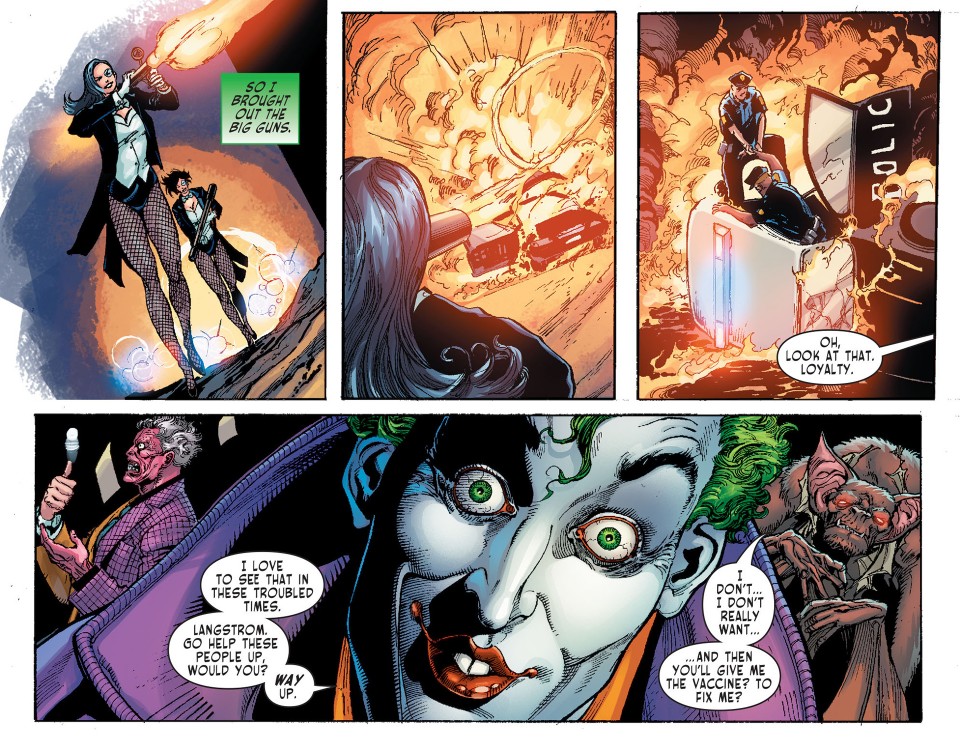 SO I
BROUGHT
OUT THE
BIG GUNS.
POLIC
OH,
LOOK AT THAT.
LOYALTY.
I LOVE
TO SEE THAT IN
THESE TROUBLED
TIMES.
LANGSTROM.
GO HELP THESE
PEOPLE UP,
WOULD YOU?
WAY
UP.
I
DON'T...
I DON'T
REALLY
WANT...
...AND THEN
YOU'LL GIVE ME
THE VACCINE? TO
FIX ME?